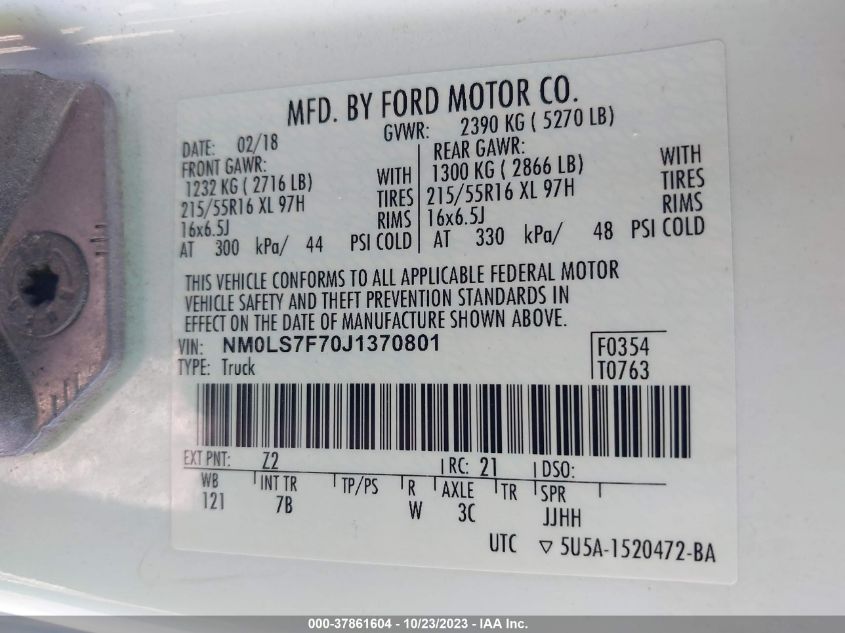 MFD. BY FORD MOTOR CO.
DATE: 02/18 GVWR: 2390 KG ( 5270 LB)
FRONT GAWR: REAR GAWR:
1232 KG ( 2716 LB) WITH 1300 KG ( 2866 LB) WITH
215/55R16 XL 97H TIRES 215/55R16 XL 97H TIRES
16x6.5J RIMS 16x6.5J RIMS
AT 300 kPa/ 44 PSI COLD AT 330 kPa/ 48 PSI COLD
THIS VEHICLE CONFORMS TO ALL APPLICABLE FEDERAL MOTOR
VEHICLE SAFETY AND THEFT PREVENTION STANDARDS IN
EFFECT ON THE DATE OF MANUFACTURE SHOWN ABOVE.
VIN: NM0LS7F70J1370801 F0354
TYPE: Truck T0763
EXT PNT: Z2 RC: 21 DSO:
WB INT TR TP/PS R AXLE TR SPR
121 7B W 3C JJHH
UTC ▽ 5U5A-1520472-BA
000-37861604 - 10/23/2023 - IAA Inc.